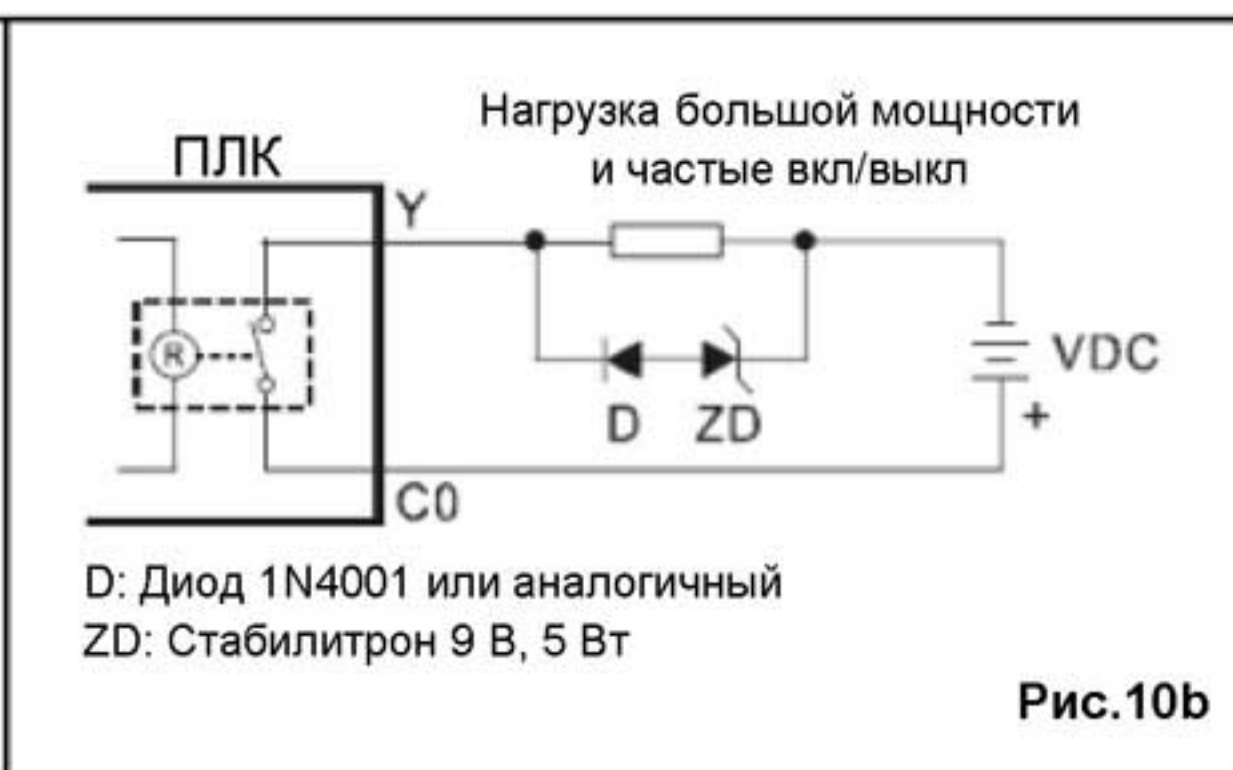 Нагрузка большой мощности
и частые вкл/выкл
ПЛК
Y
R
D
ZD
VDC
+
C0
D: Диод 1N4001 или аналогичный
ZD: Стабилитрон 9 В, 5 Вт
Рис.10b